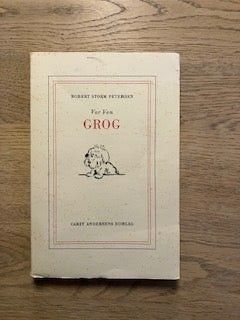 ROBERT STORM PETERSEN
Vor Ven
GROG
CARIT ANDERSENS FORLAG